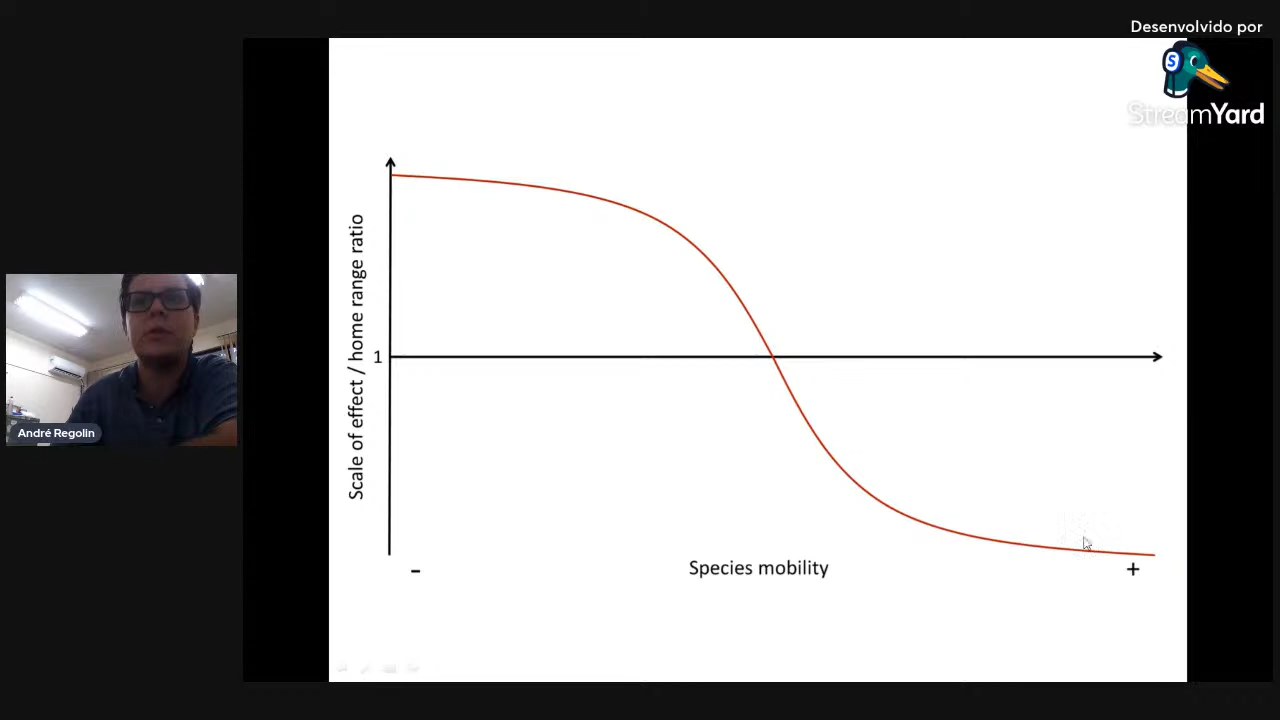 Desenvolvido por
S
StreamYard
Scale of effect / home range ratio
1
André Regolin
- Species mobility +